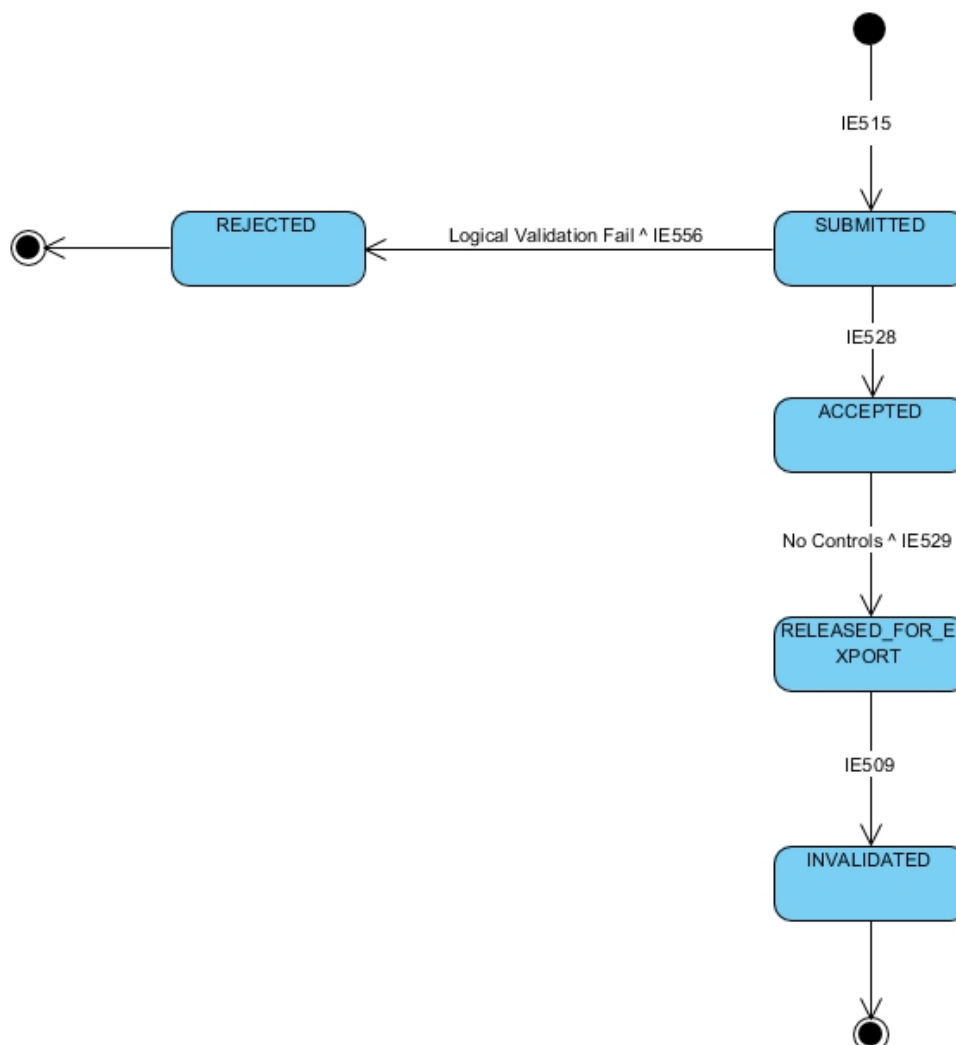 IE515
REJECTED
SUBMITTED
Logical Validation Fail ^ IE556
IE528
ACCEPTED
No Controls ^ IE529
RELEASED_FOR_E
XPORT
IE509
INVALIDATED